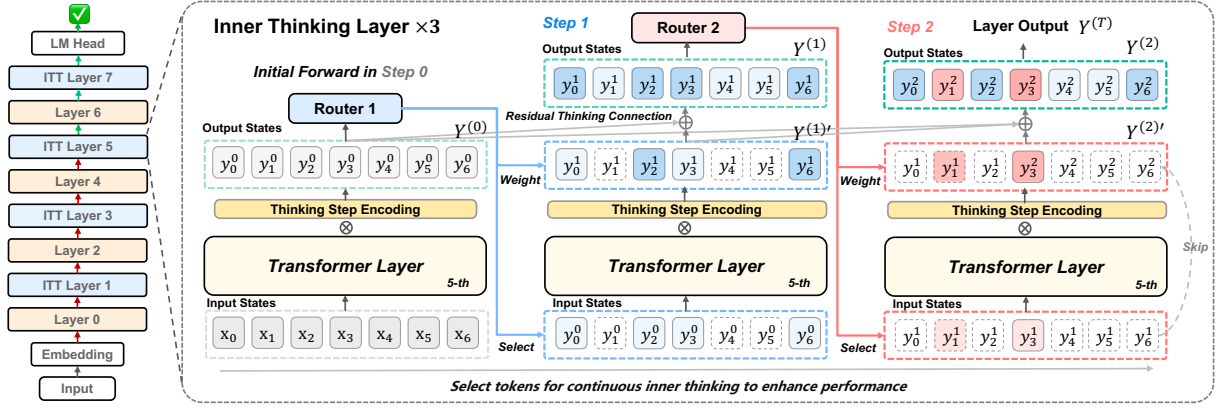 LM Head
ITT Layer 7
Layer 6
ITT Layer 5
Layer 4
ITT Layer 3
Layer 2
ITT Layer 1
Layer 0
Embedding
Input
Inner Thinking Layer ×3
Initial Forward in Step 0
Router 1
Output States
Y⁽⁰⁾
y₀⁰ y₁⁰ y₂⁰ y₃⁰ y₄⁰ y₅⁰ y₆⁰
Thinking Step Encoding
⊗
Transformer Layer
5-th
Input States
x₀ x₁ x₂ x₃ x₄ x₅ x₆
Weight
Select
Step 1
Router 2
Output States
Y⁽¹⁾
y₀¹ y₁¹ y₂¹ y₃¹ y₄¹ y₅¹ y₆¹
Residual Thinking Connection
⊕
Y⁽¹⁾′
y₀¹ y₁¹ y₂¹ y₃¹ y₄¹ y₅¹ y₆¹
Thinking Step Encoding
⊗
Transformer Layer
5-th
Input States
y₀⁰ y₁⁰ y₂⁰ y₃⁰ y₄⁰ y₅⁰ y₆⁰
Weight
Select
Step 2
Layer Output Y⁽ᵀ⁾
Output States
Y⁽²⁾
y₀² y₁² y₂² y₃² y₄² y₅² y₆²
⊕
Y⁽²⁾′
y₀¹ y₁¹ y₂¹ y₃² y₄² y₅² y₆²
Thinking Step Encoding
⊗
Transformer Layer
5-th
Skip
Input States
y₀¹ y₁¹ y₂¹ y₃¹ y₄¹ y₅¹ y₆¹
Select tokens for continuous inner thinking to enhance performance